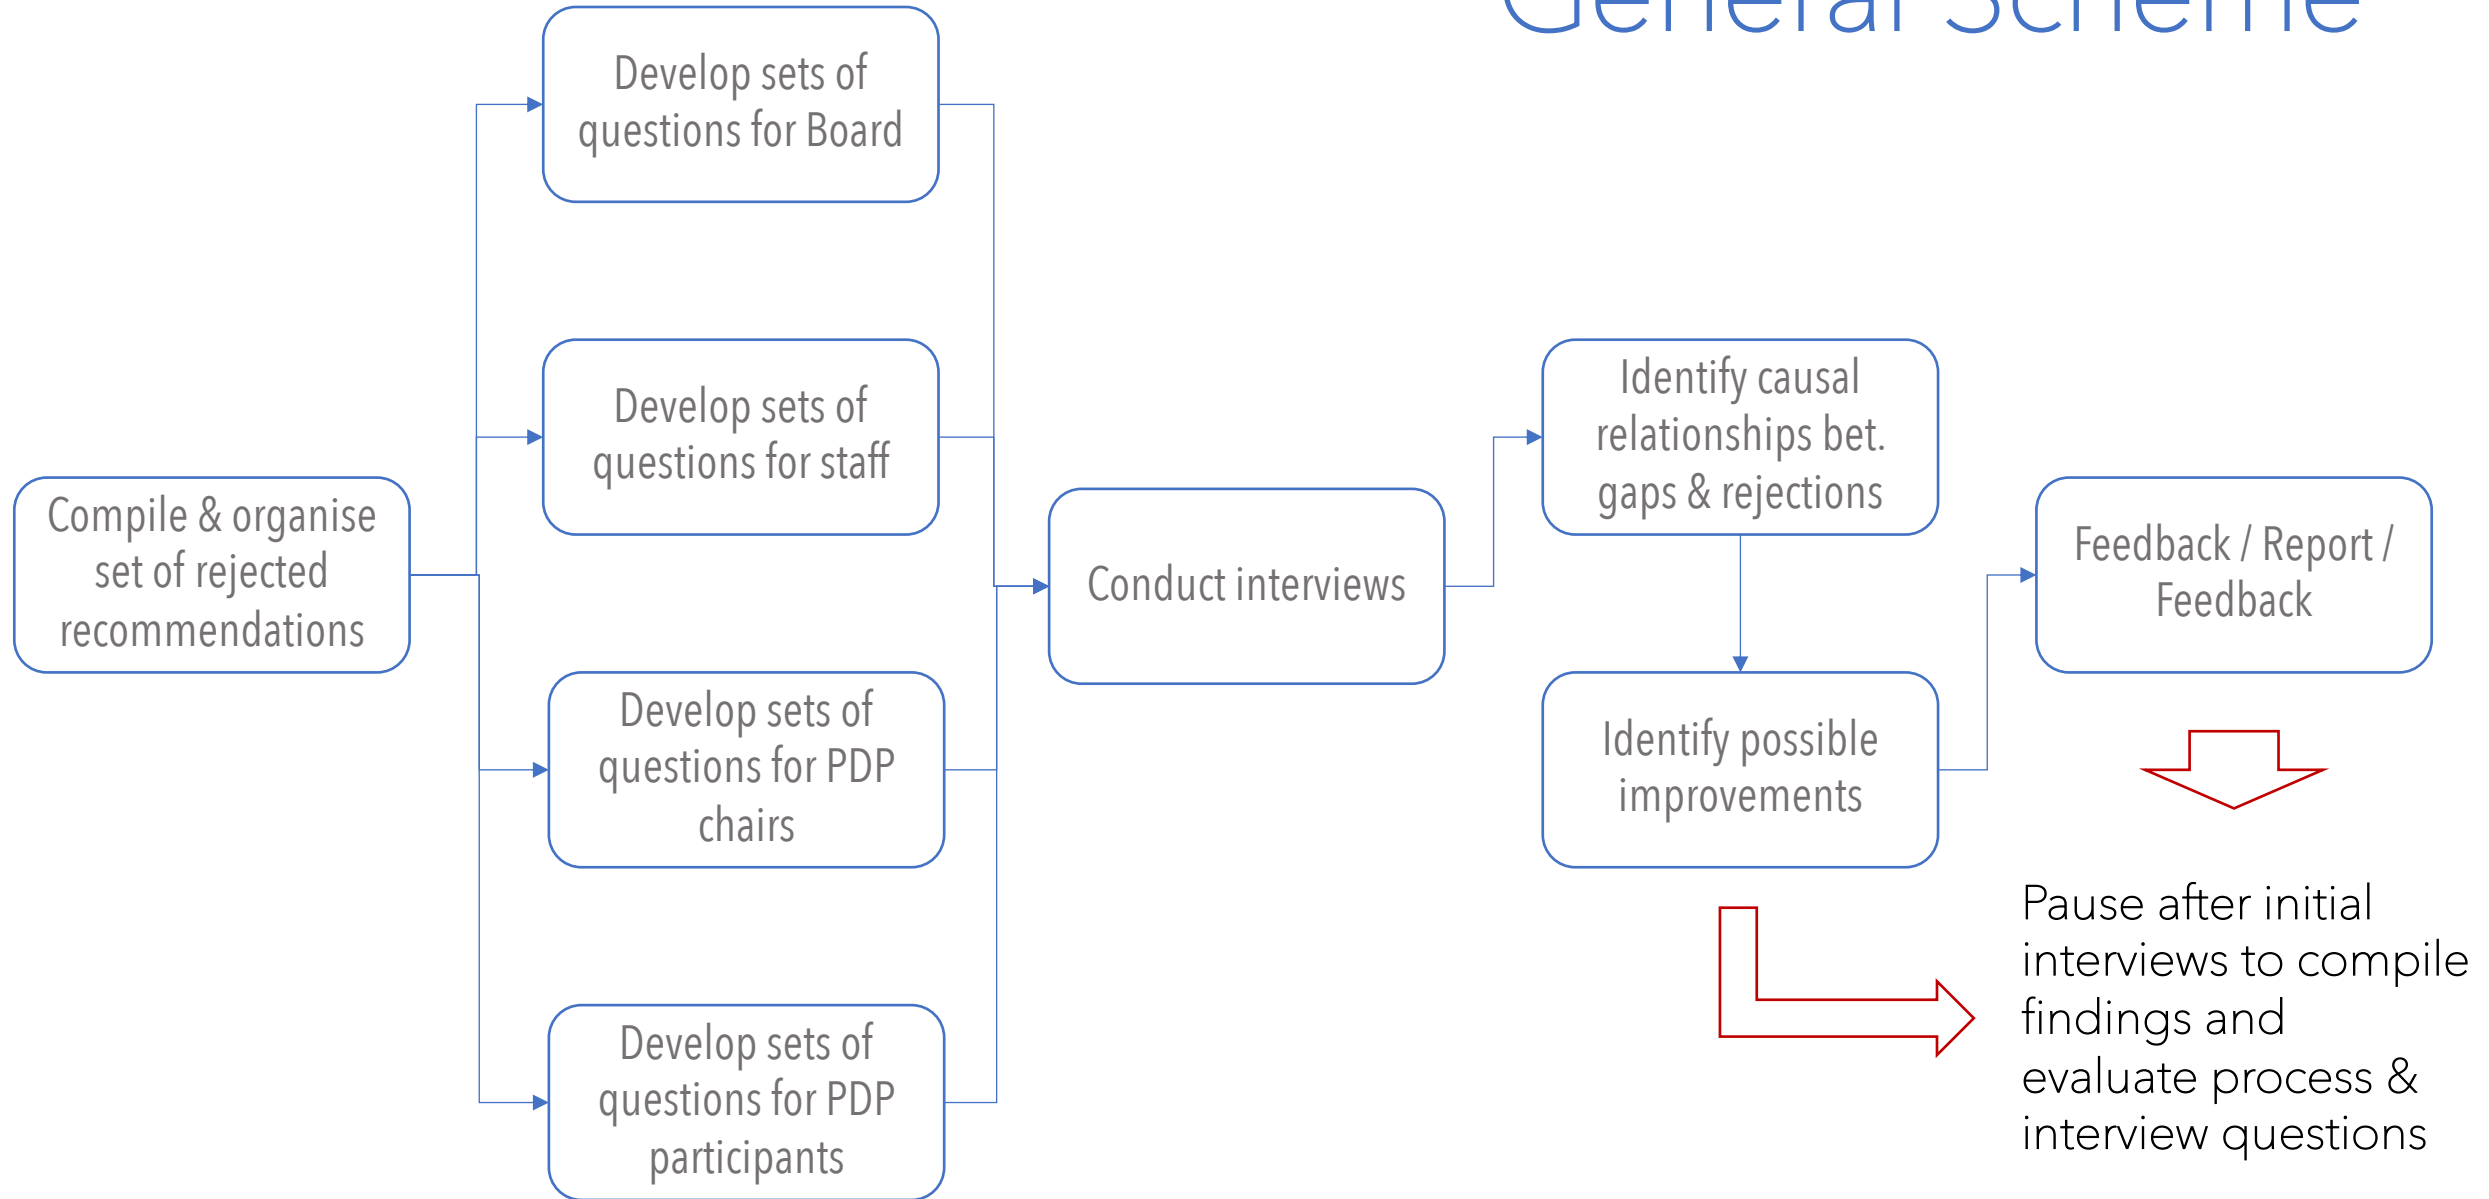 General Scheme
Develop sets of
questions for Board
Develop sets of
questions for staff
Compile & organise
set of rejected
recommendations
Develop sets of
questions for PDP
chairs
Develop sets of
questions for PDP
participants
Conduct interviews
Identify causal
relationships bet.
gaps & rejections
Identify possible
improvements
Feedback / Report /
Feedback
Pause after initial
interviews to compile
findings and
evaluate process &
interview questions